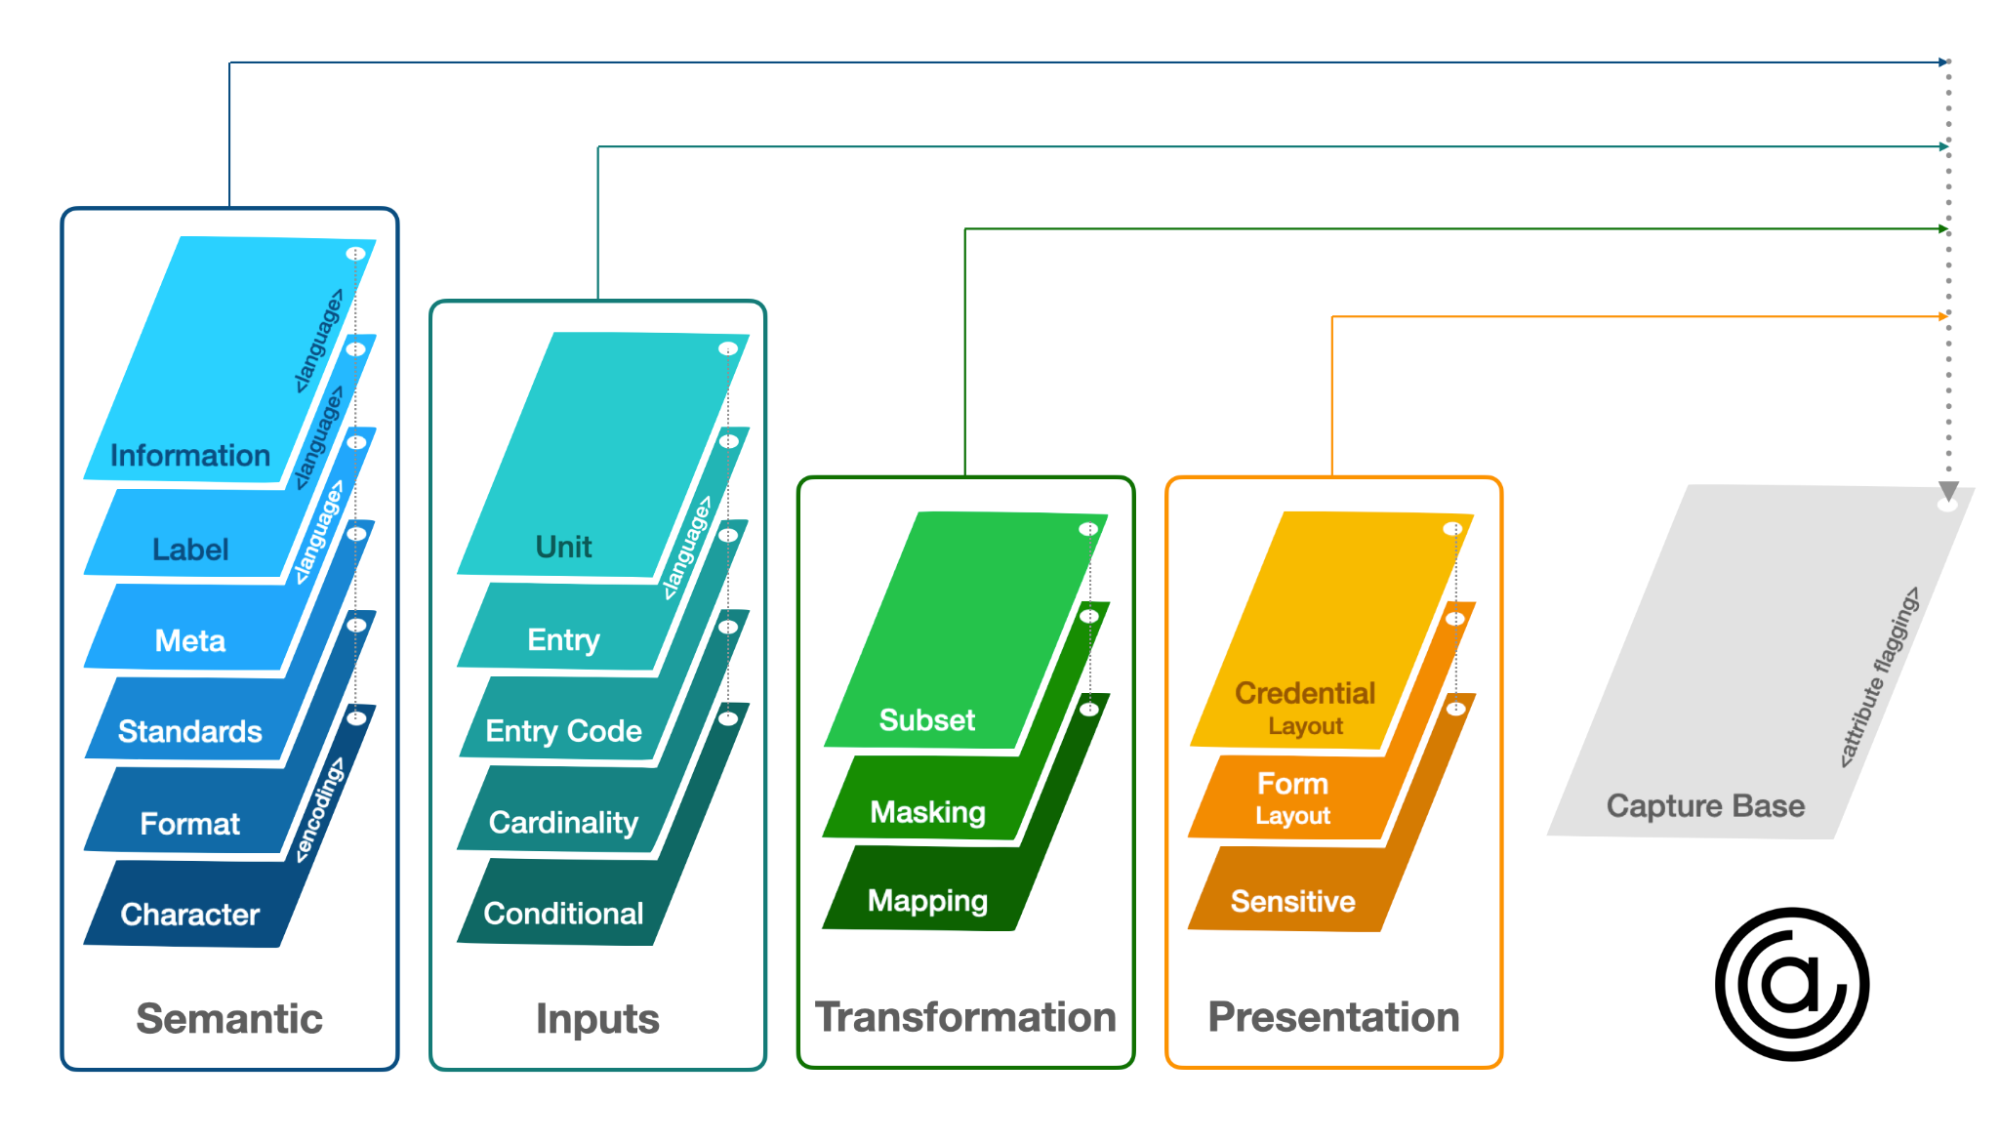 <language>
Information
<language>
Label
<language>
Meta
Standards
Format
<encoding>
Character
Semantic
Unit
<language>
Entry
Entry Code
Cardinality
Conditional
Inputs
Subset
Masking
Mapping
Transformation
Credential
Layout
Form
Layout
Sensitive
Presentation
<attribute flagging>
Capture Base
a